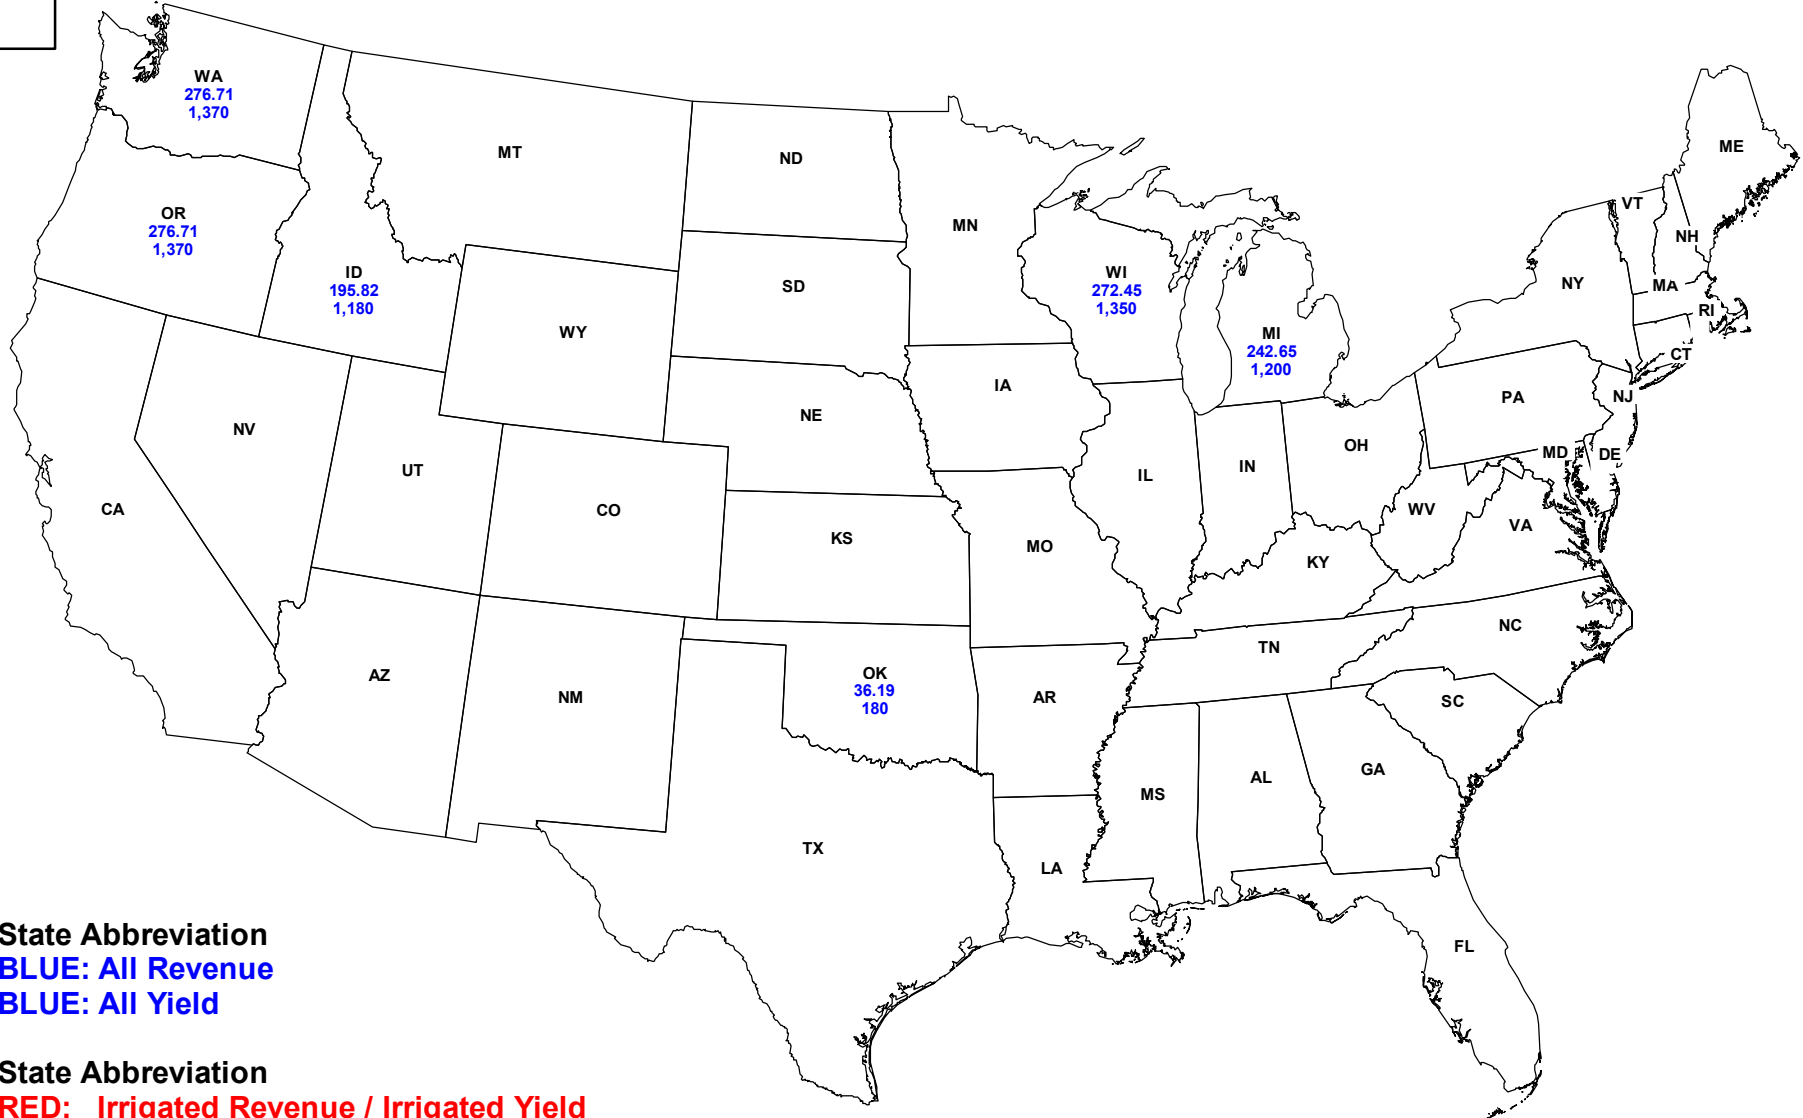 WA
276.71
1,370
MT
ND
ME
OR
276.71
1,370
MN
VT
NH
ID
195.82
1,180
SD
WI
272.45
1,350
NY
MA
RI
WY
MI
242.65
1,200
CT
IA
NE
PA
NJ
NV
OH
MD
DE
UT
IL
IN
CA
CO
WV
VA
KS
MO
KY
NC
TN
AZ
NM
OK
36.19
180
AR
SC
GA
AL
MS
TX
LA
FL
State Abbreviation
BLUE: All Revenue
BLUE: All Yield
State Abbreviation
RED: Irrigated Revenue / Irrigated Yield